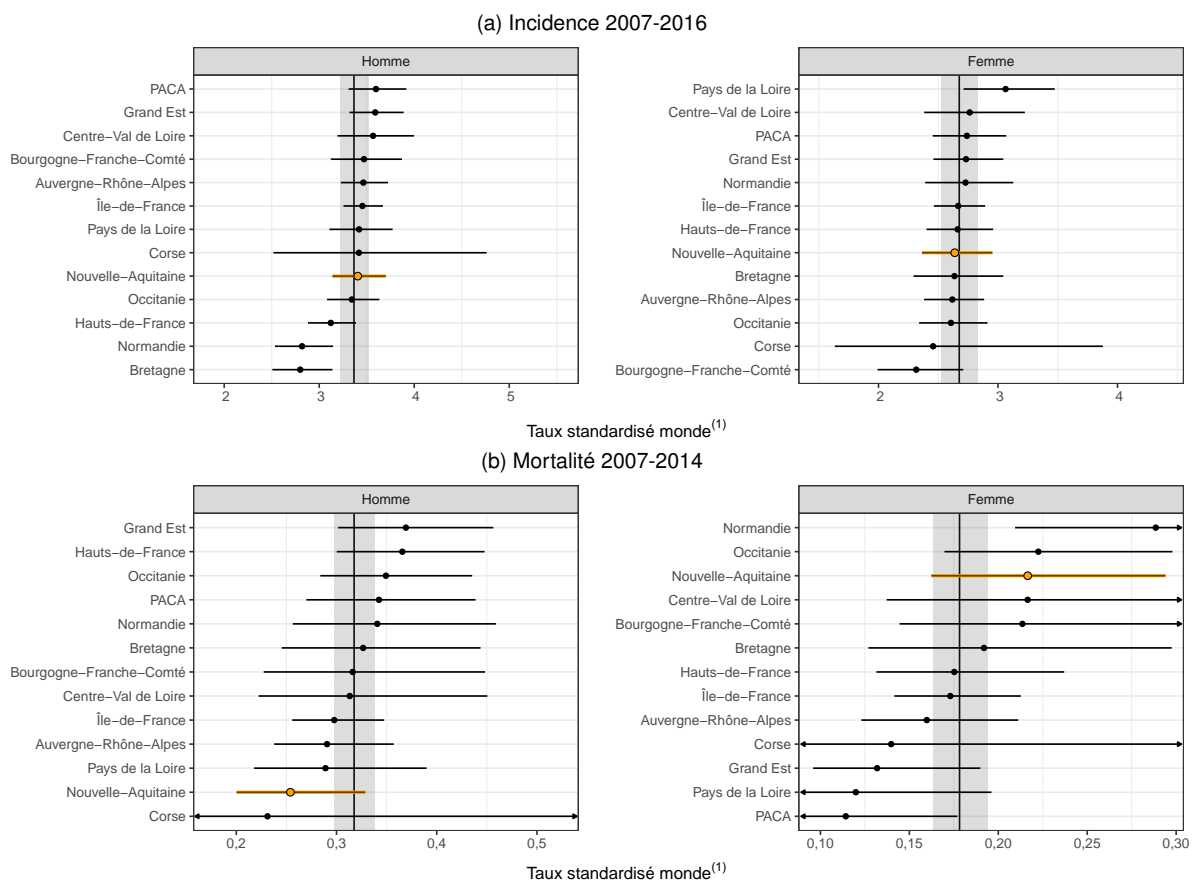 (a) Incidence 2007-2016
Homme
PACA
Grand Est
Centre−Val de Loire
Bourgogne−Franche−Comté
Auvergne−Rhône−Alpes
Île−de−France
Pays de la Loire
Corse
Nouvelle−Aquitaine
Occitanie
Hauts−de−France
Normandie
Bretagne
2 3 4 5
Femme
Pays de la Loire
Centre−Val de Loire
PACA
Grand Est
Normandie
Île−de−France
Hauts−de−France
Nouvelle−Aquitaine
Bretagne
Auvergne−Rhône−Alpes
Occitanie
Corse
Bourgogne−Franche−Comté
2 3 4
Taux standardisé monde(1)
(b) Mortalité 2007-2014
Homme
Grand Est
Hauts−de−France
Occitanie
PACA
Normandie
Bretagne
Bourgogne−Franche−Comté
Centre−Val de Loire
Île−de−France
Auvergne−Rhône−Alpes
Pays de la Loire
Nouvelle−Aquitaine
Corse
0,2 0,3 0,4 0,5
Femme
Normandie
Occitanie
Nouvelle−Aquitaine
Centre−Val de Loire
Bourgogne−Franche−Comté
Bretagne
Hauts−de−France
Île−de−France
Auvergne−Rhône−Alpes
Corse
Grand Est
Pays de la Loire
PACA
0,10 0,15 0,20 0,25 0,30
Taux standardisé monde(1)